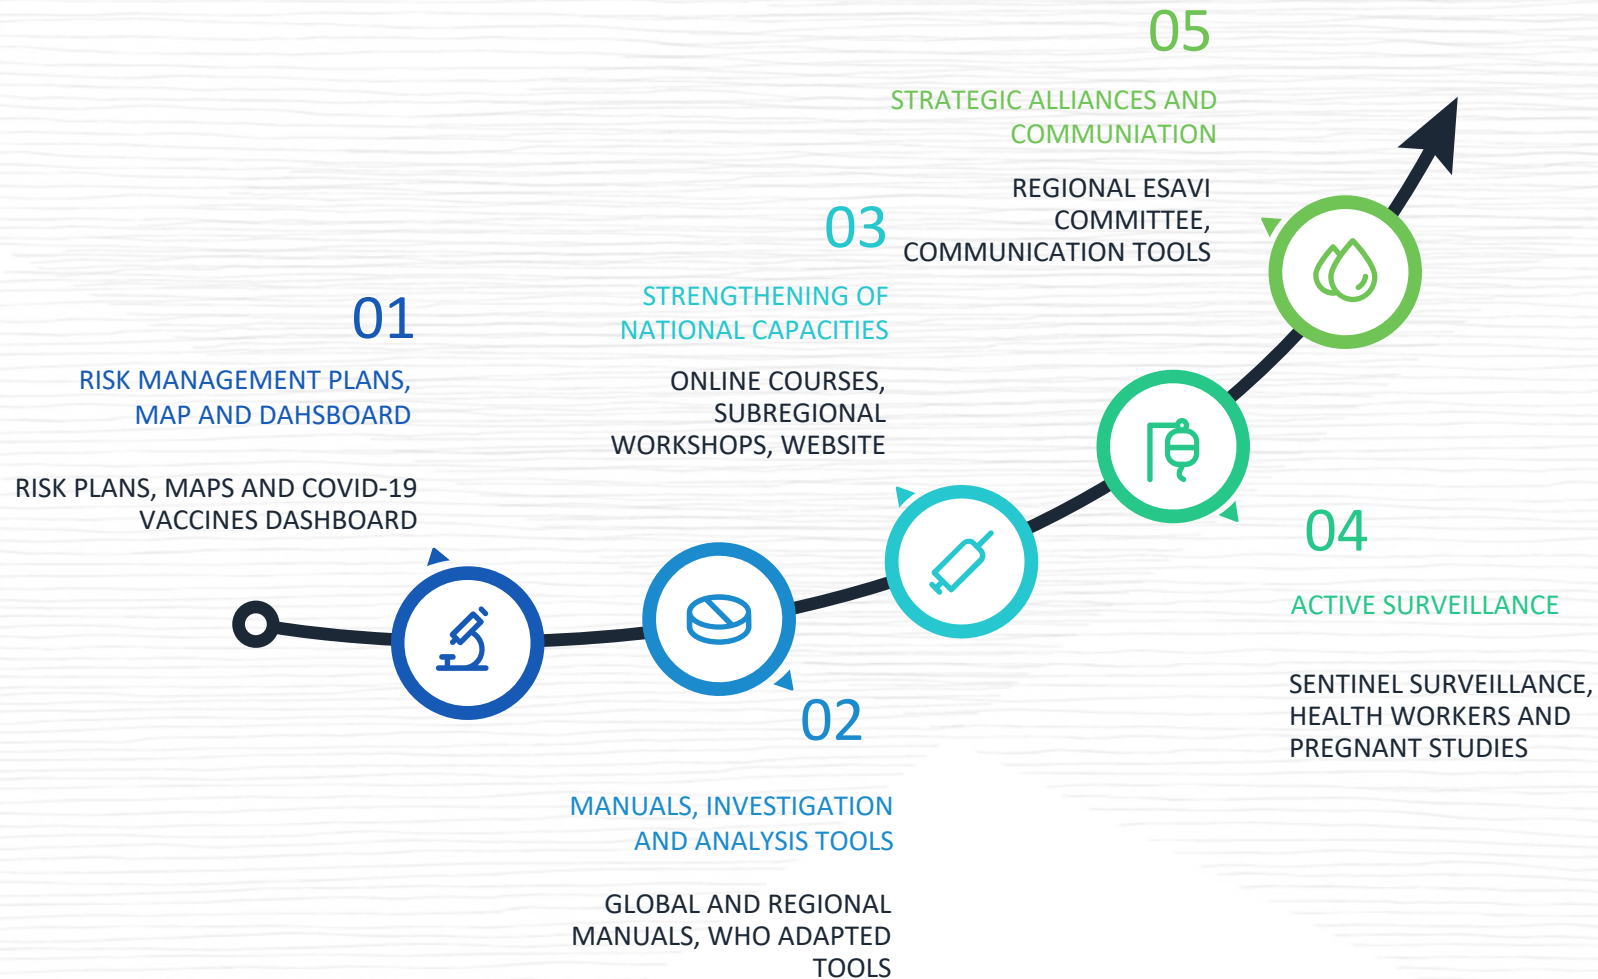 01
RISK MANAGEMENT PLANS,
MAP AND DAHSBOARD
RISK PLANS, MAPS AND COVID-19
VACCINES DASHBOARD
02
MANUALS, INVESTIGATION
AND ANALYSIS TOOLS
GLOBAL AND REGIONAL
MANUALS, WHO ADAPTED
TOOLS
03
STRENGTHENING OF
NATIONAL CAPACITIES
ONLINE COURSES,
SUBREGIONAL
WORKSHOPS, WEBSITE
04
ACTIVE SURVEILLANCE
SENTINEL SURVEILLANCE,
HEALTH WORKERS AND
PREGNANT STUDIES
05
STRATEGIC ALLIANCES AND
COMMUNIATION
REGIONAL ESAVI
COMMITTEE,
COMMUNICATION TOOLS